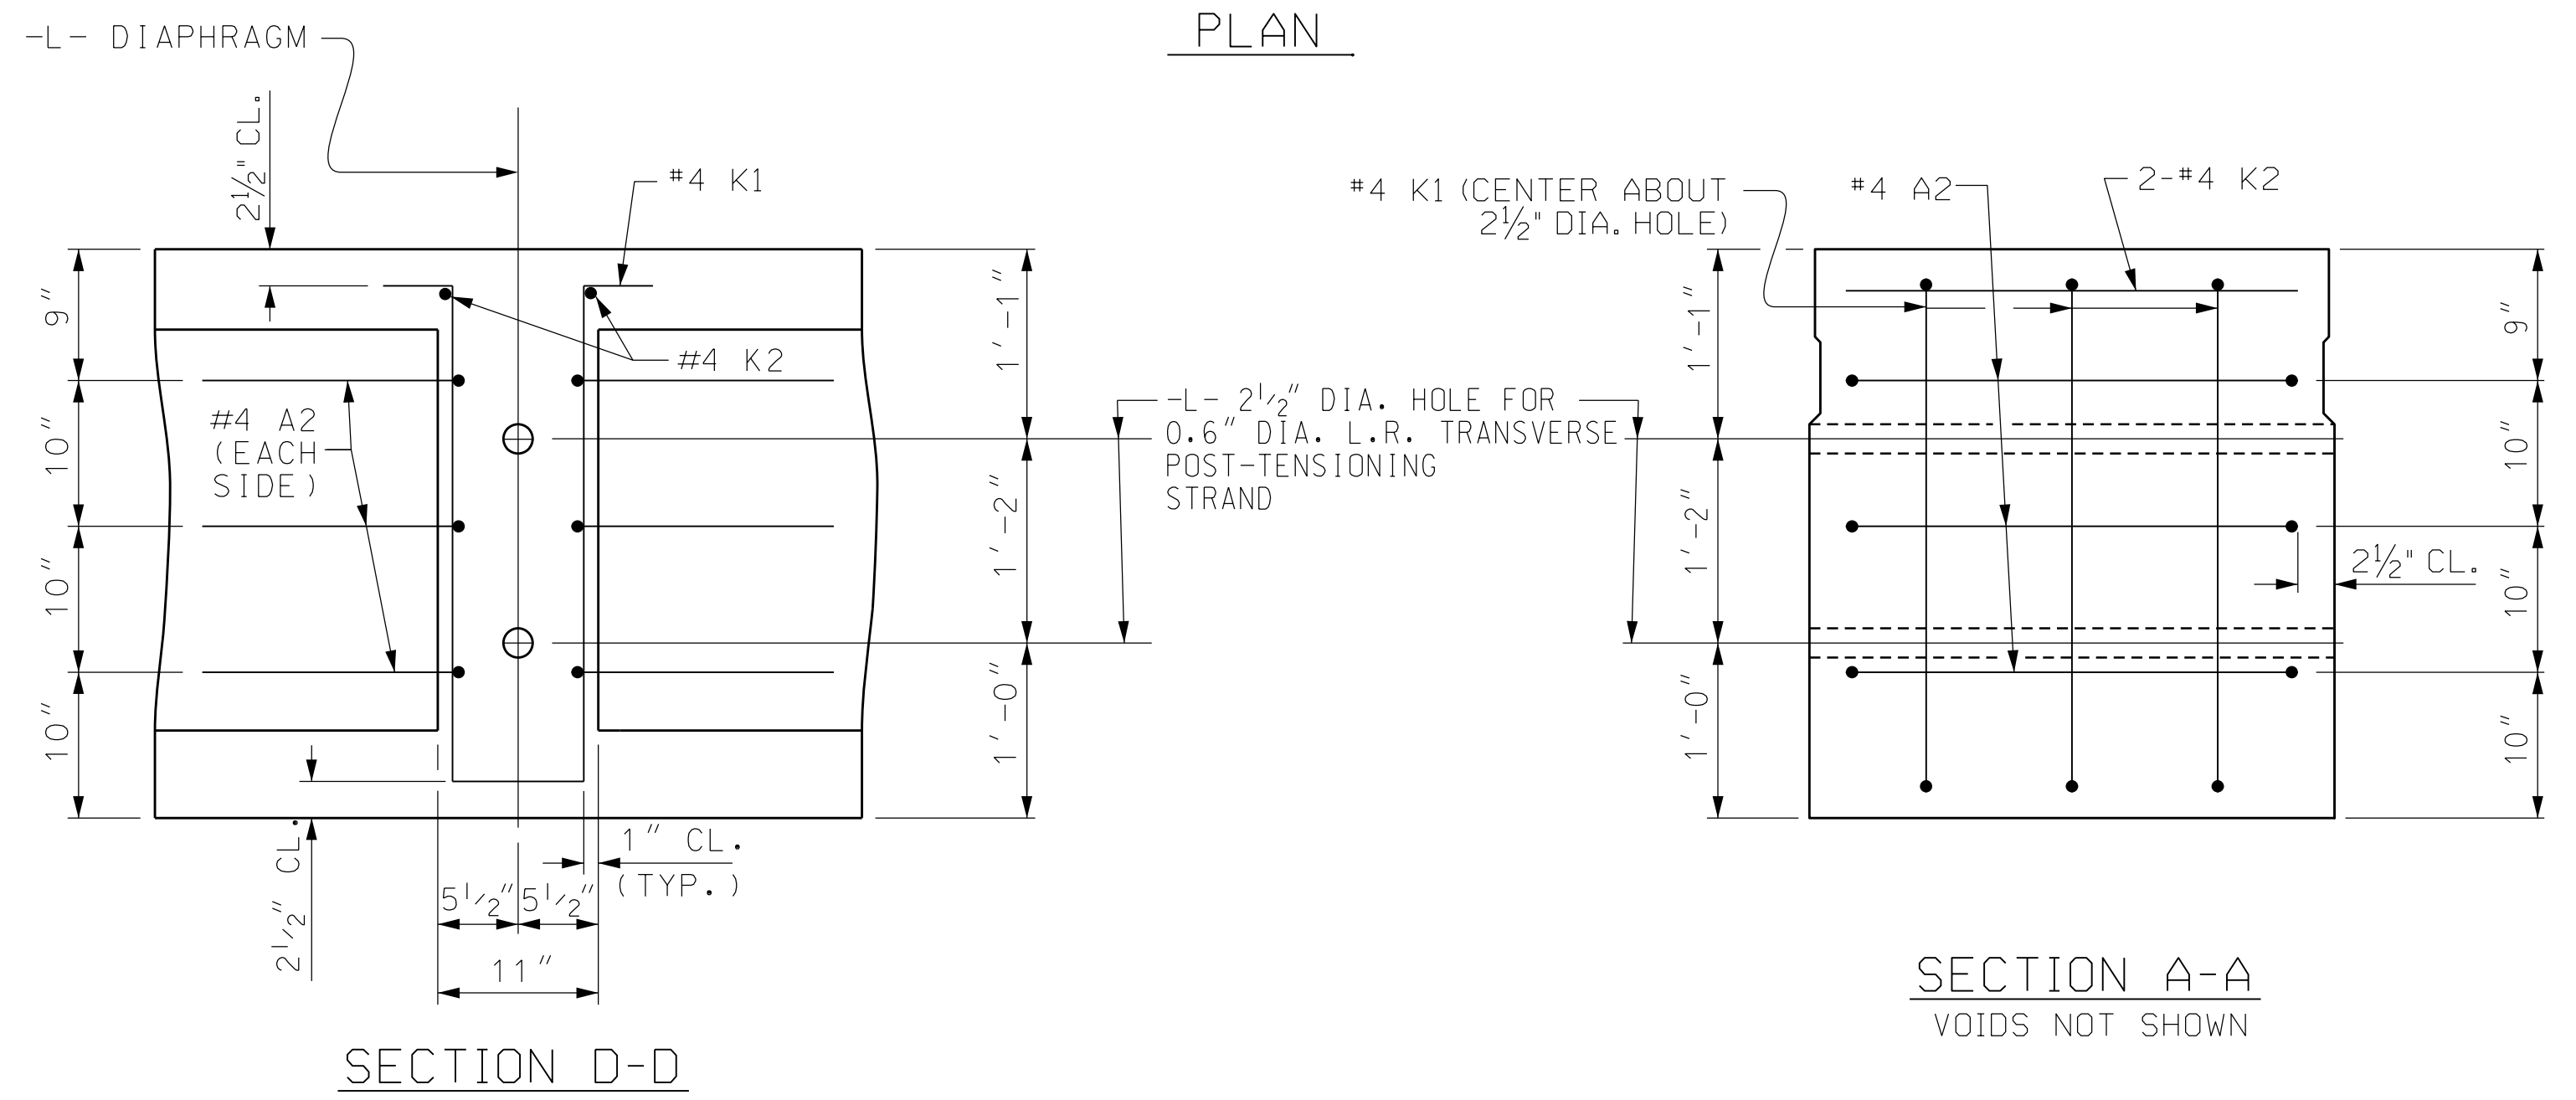 PLAN
-L- DIAPHRAGM
2½" CL.
#4 K1
#4 K2
#4 A2
(EACH
SIDE)
9"
10"
10"
10"
1'-1"
1'-2"
1'-0"
2½" CL.
1" CL.
(TYP.)
5½"
5½"
11"
SECTION D-D
-L- 2½" DIA. HOLE FOR
0.6" DIA. L.R. TRANSVERSE
POST-TENSIONING
STRAND
#4 K1 (CENTER ABOUT
2½" DIA. HOLE)
#4 A2
2-#4 K2
1'-1"
1'-2"
1'-0"
9"
10"
10"
10"
2½" CL.
SECTION A-A
VOIDS NOT SHOWN